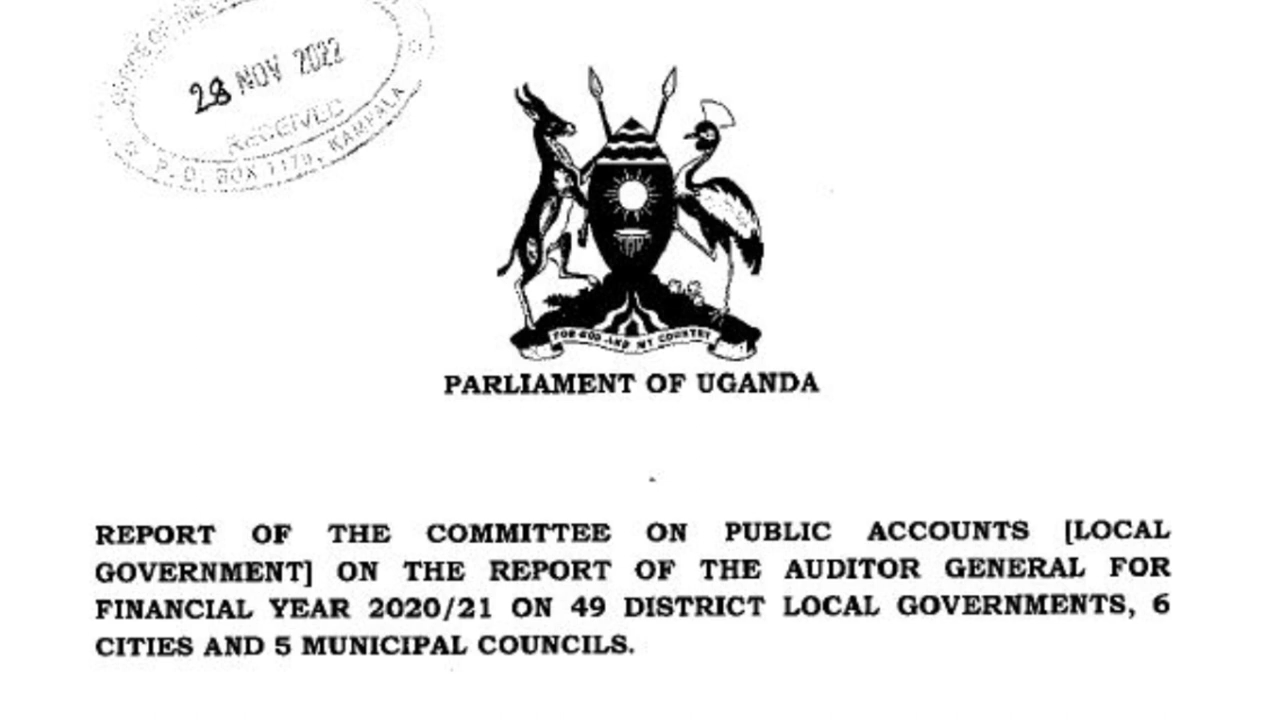 28 NOV 2022
RECEIVED
P. O. BOX 1178, KAMPALA
FOR GOD AND MY COUNTRY
PARLIAMENT OF UGANDA
REPORT OF THE COMMITTEE ON PUBLIC ACCOUNTS [LOCAL
GOVERNMENT] ON THE REPORT OF THE AUDITOR GENERAL FOR
FINANCIAL YEAR 2020/21 ON 49 DISTRICT LOCAL GOVERNMENTS, 6
CITIES AND 5 MUNICIPAL COUNCILS.